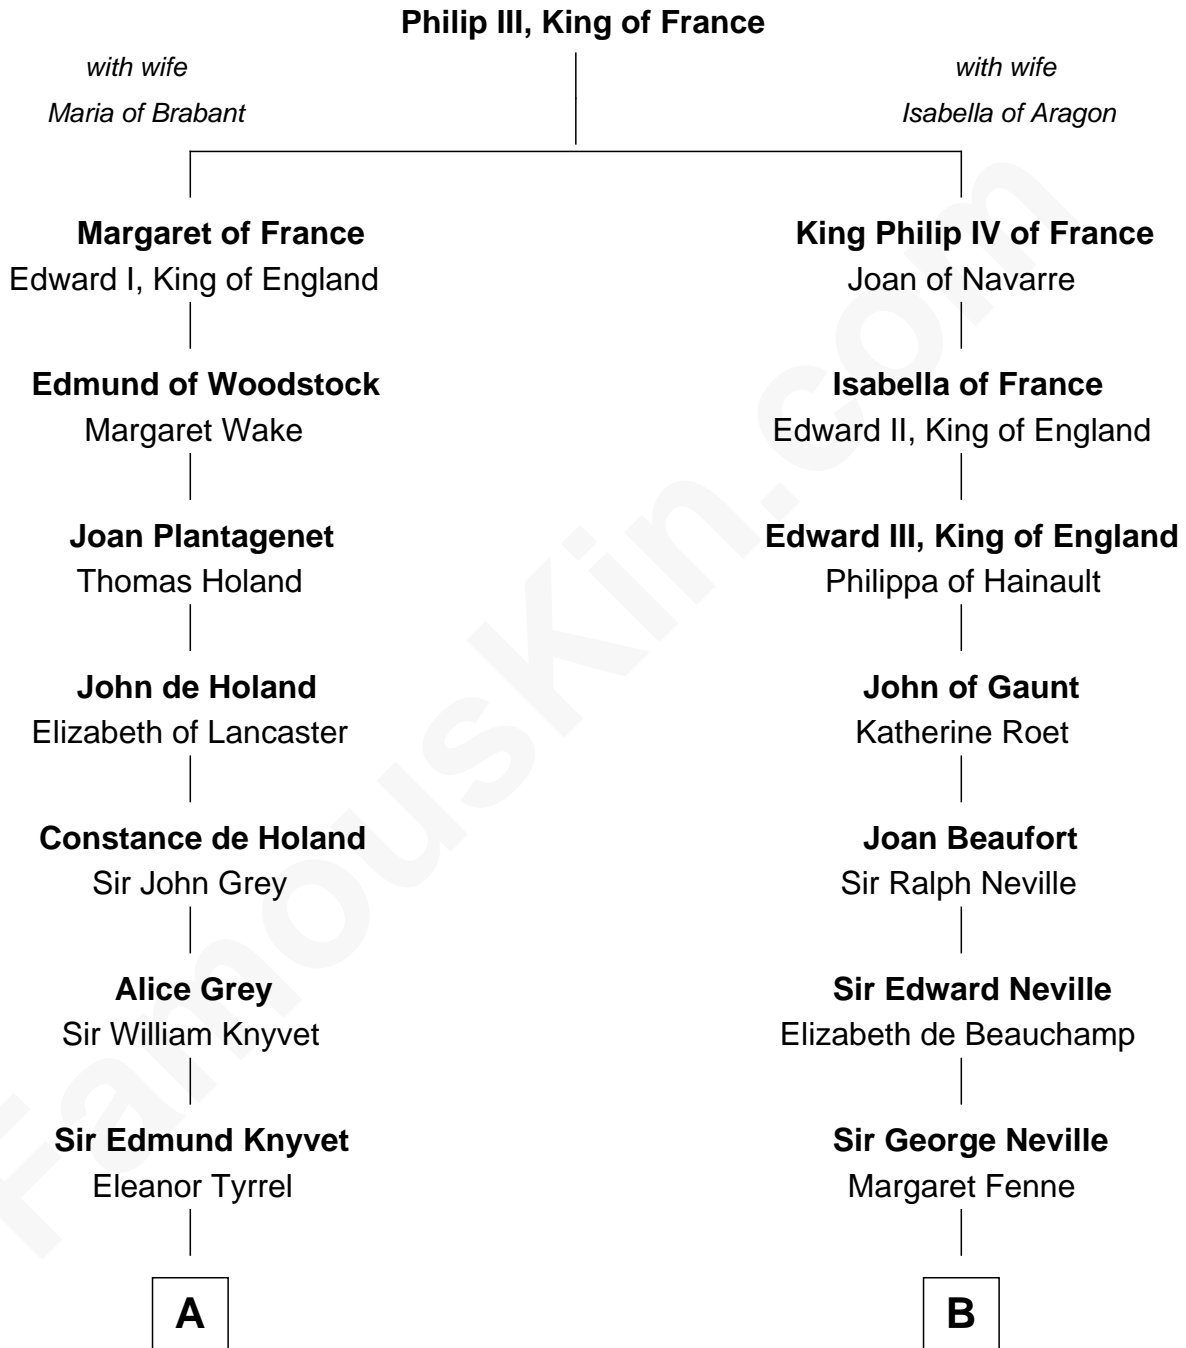 Philip III, King of France
with wife
Maria of Brabant
with wife
Isabella of Aragon
Margaret of France
Edward I, King of England
King Philip IV of France
Joan of Navarre
Edmund of Woodstock
Margaret Wake
Isabella of France
Edward II, King of England
Joan Plantagenet
Thomas Holand
Edward III, King of England
Philippa of Hainault
John de Holand
Elizabeth of Lancaster
John of Gaunt
Katherine Roet
Constance de Holand
Sir John Grey
Joan Beaufort
Sir Ralph Neville
Alice Grey
Sir William Knyvet
Sir Edward Neville
Elizabeth de Beauchamp
Sir Edmund Knyvet
Eleanor Tyrrel
Sir George Neville
Margaret Fenne
A
B
FamousKin.com